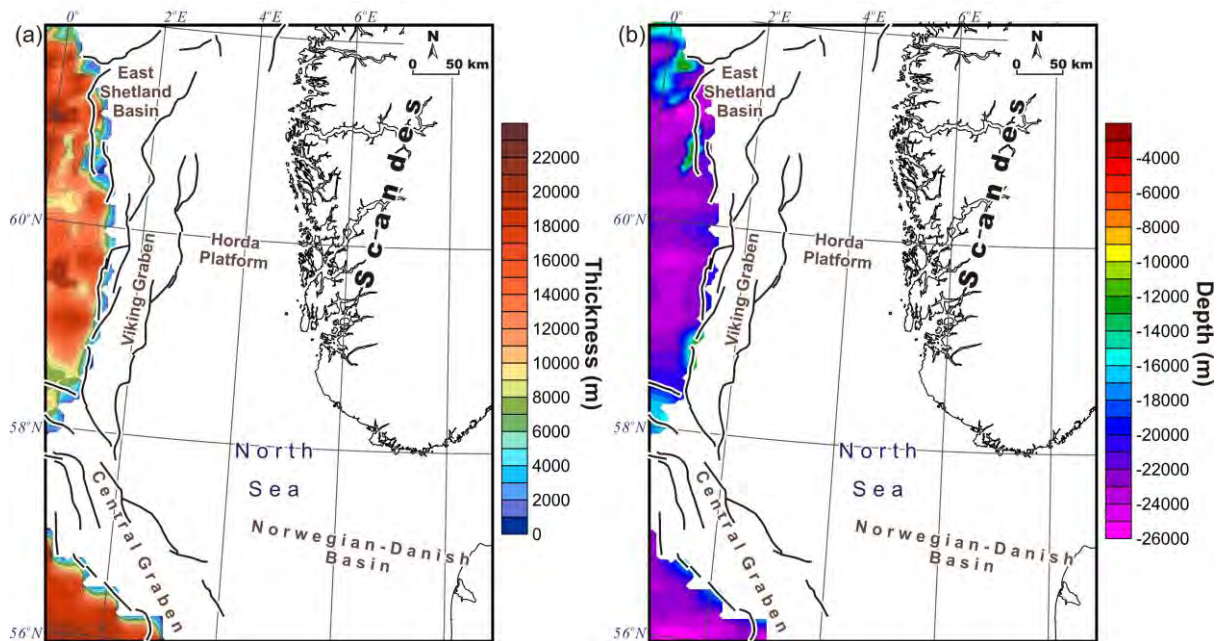 (a)
0°
2°E
4°E
6°E
N
0 50 km
East
Shetland
Basin
Scandes
60°N
Viking Graben
Horda
Platform
58°N
North
Sea
Central Graben
Norwegian-Danish
Basin
56°N
22000
20000
18000
16000
14000
12000
10000
8000
6000
4000
2000
0
Thickness (m)
(b)
0°
2°E
4°E
6°E
N
0 50 km
East
Shetland
Basin
Scandes
60°N
Viking Graben
Horda
Platform
58°N
North
Sea
Central Graben
Norwegian-Danish
Basin
56°N
-4000
-6000
-8000
-10000
-12000
-14000
-16000
-18000
-20000
-22000
-24000
-26000
Depth (m)